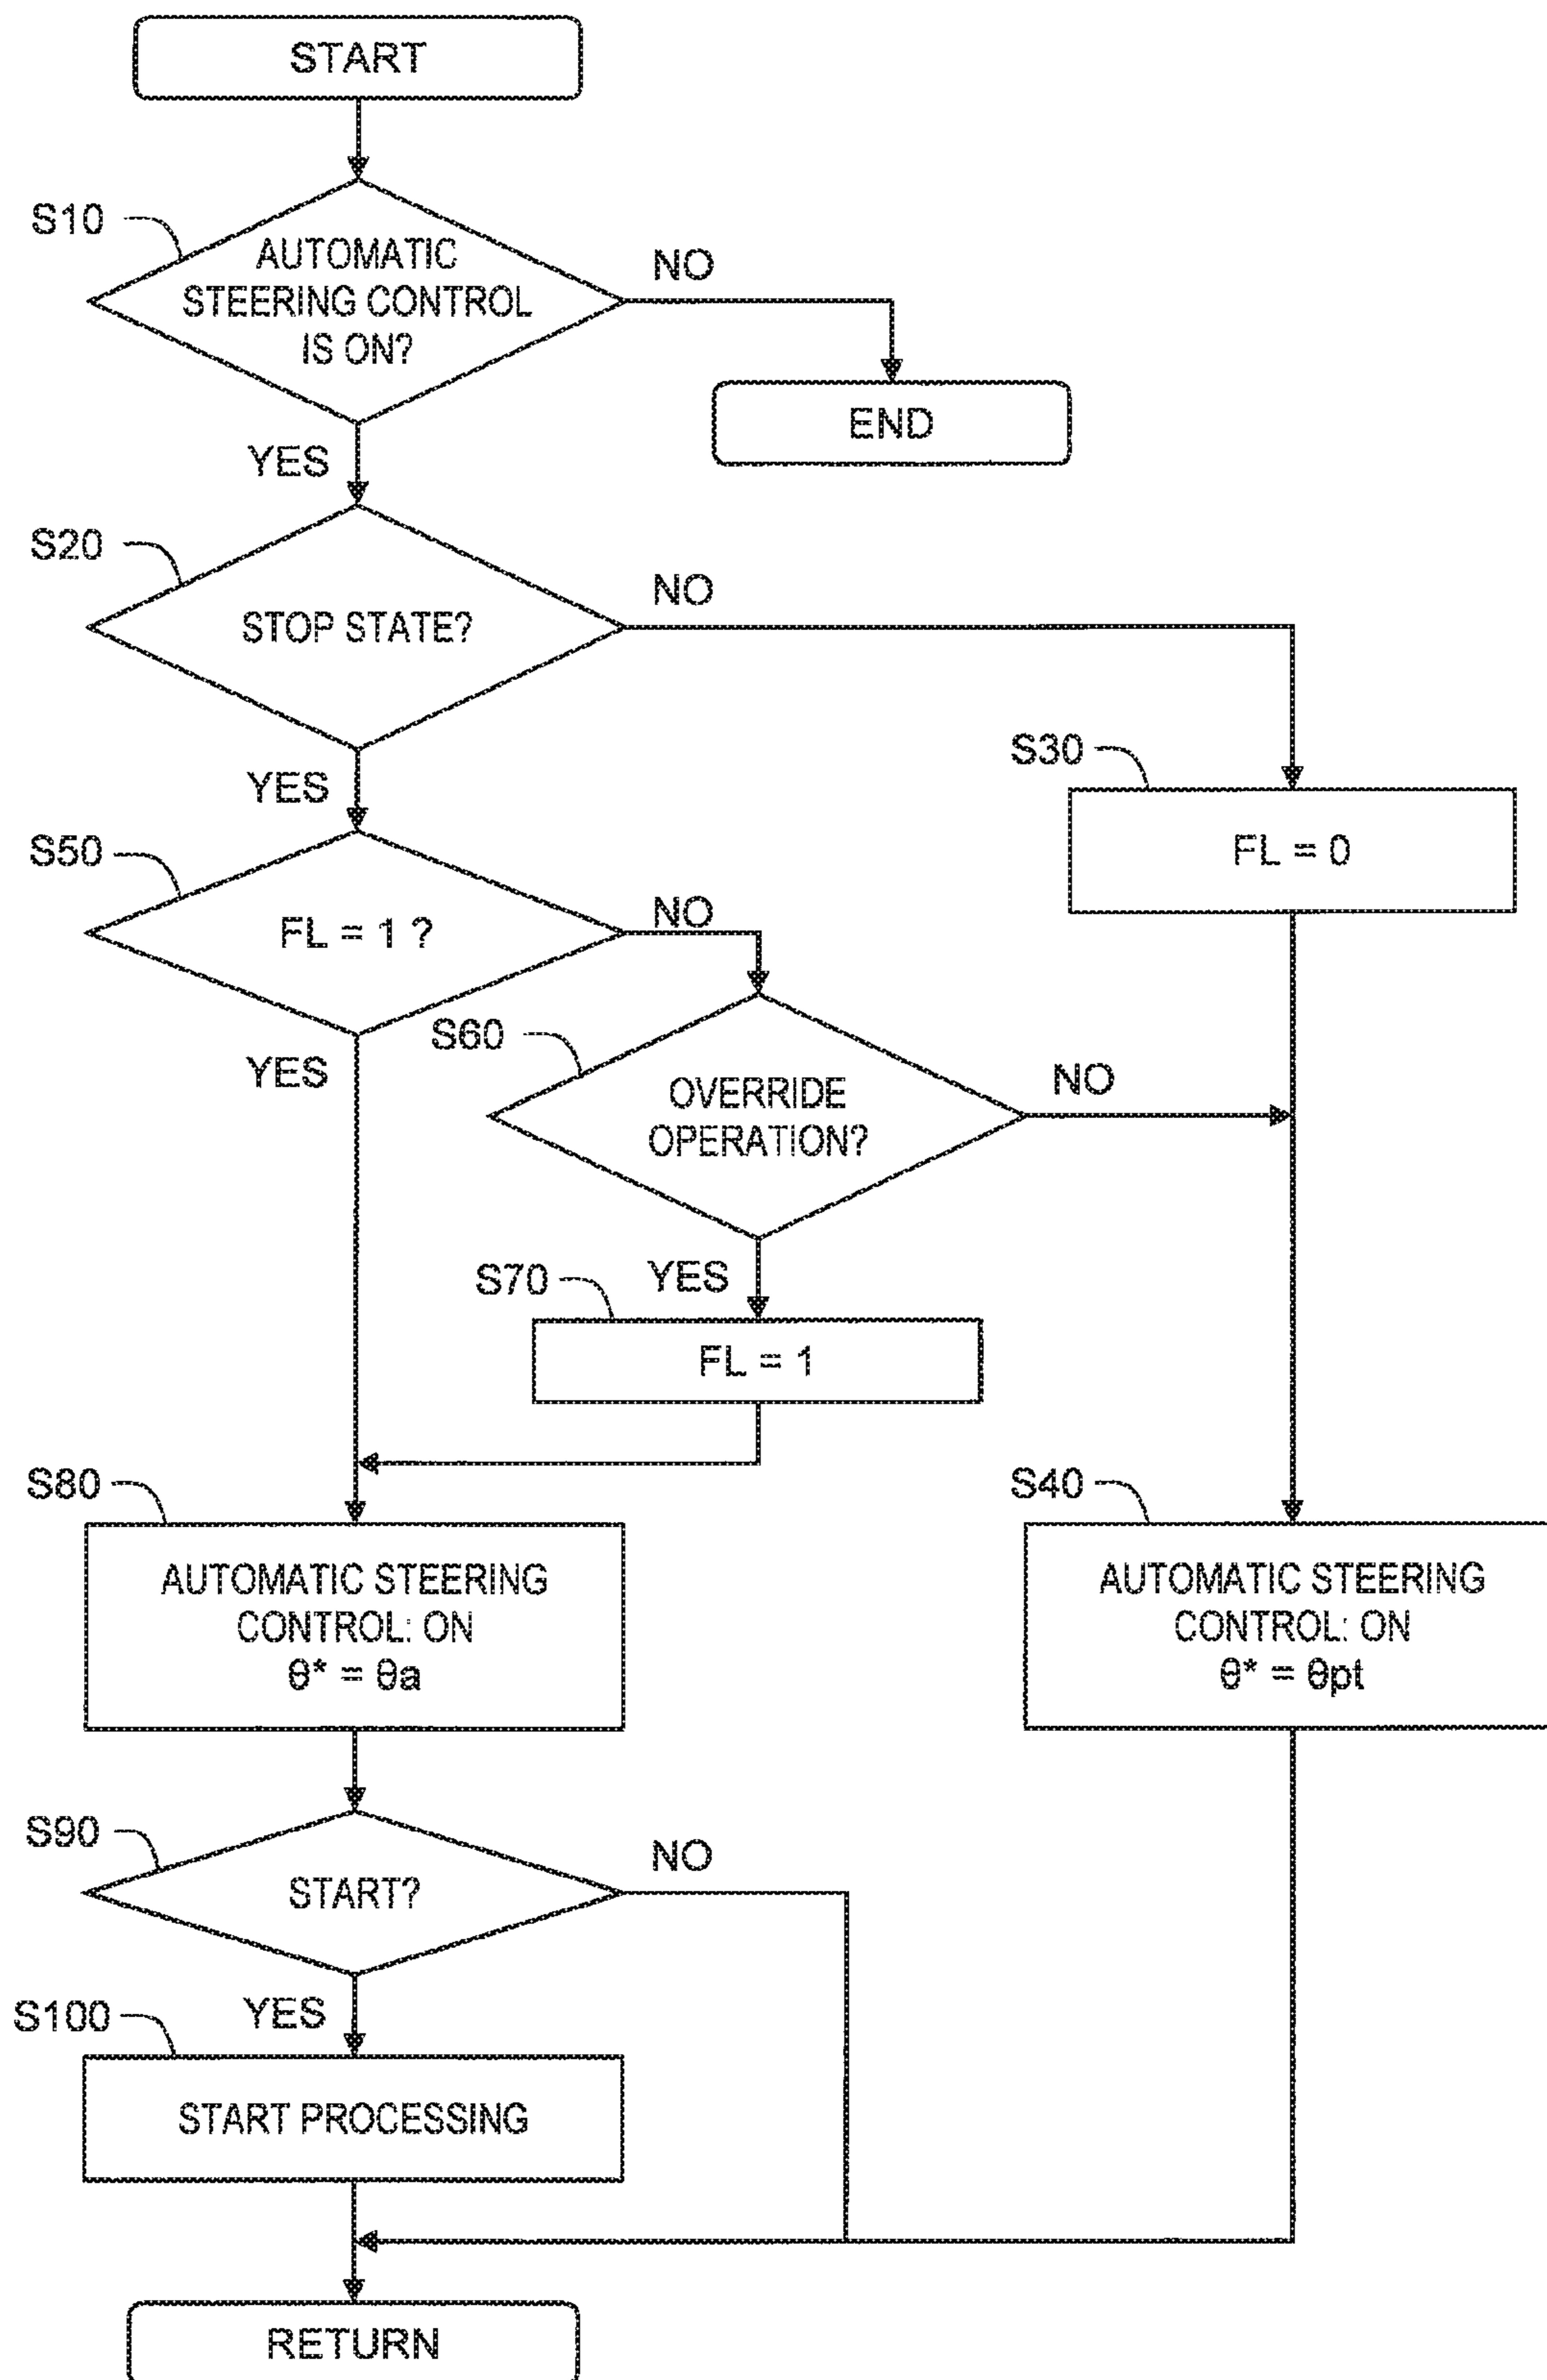 START
S10
AUTOMATIC
STEERING CONTROL
IS ON?
NO
END
YES
S20
STOP STATE?
NO
YES
S30
FL = 0
S50
FL = 1 ?
NO
YES
S60
OVERRIDE
OPERATION?
NO
YES
S70
FL = 1
S80
AUTOMATIC STEERING
CONTROL: ON
θ* = θa
S40
AUTOMATIC STEERING
CONTROL: ON
θ* = θpt
S90
START?
NO
YES
S100
START PROCESSING
RETURN